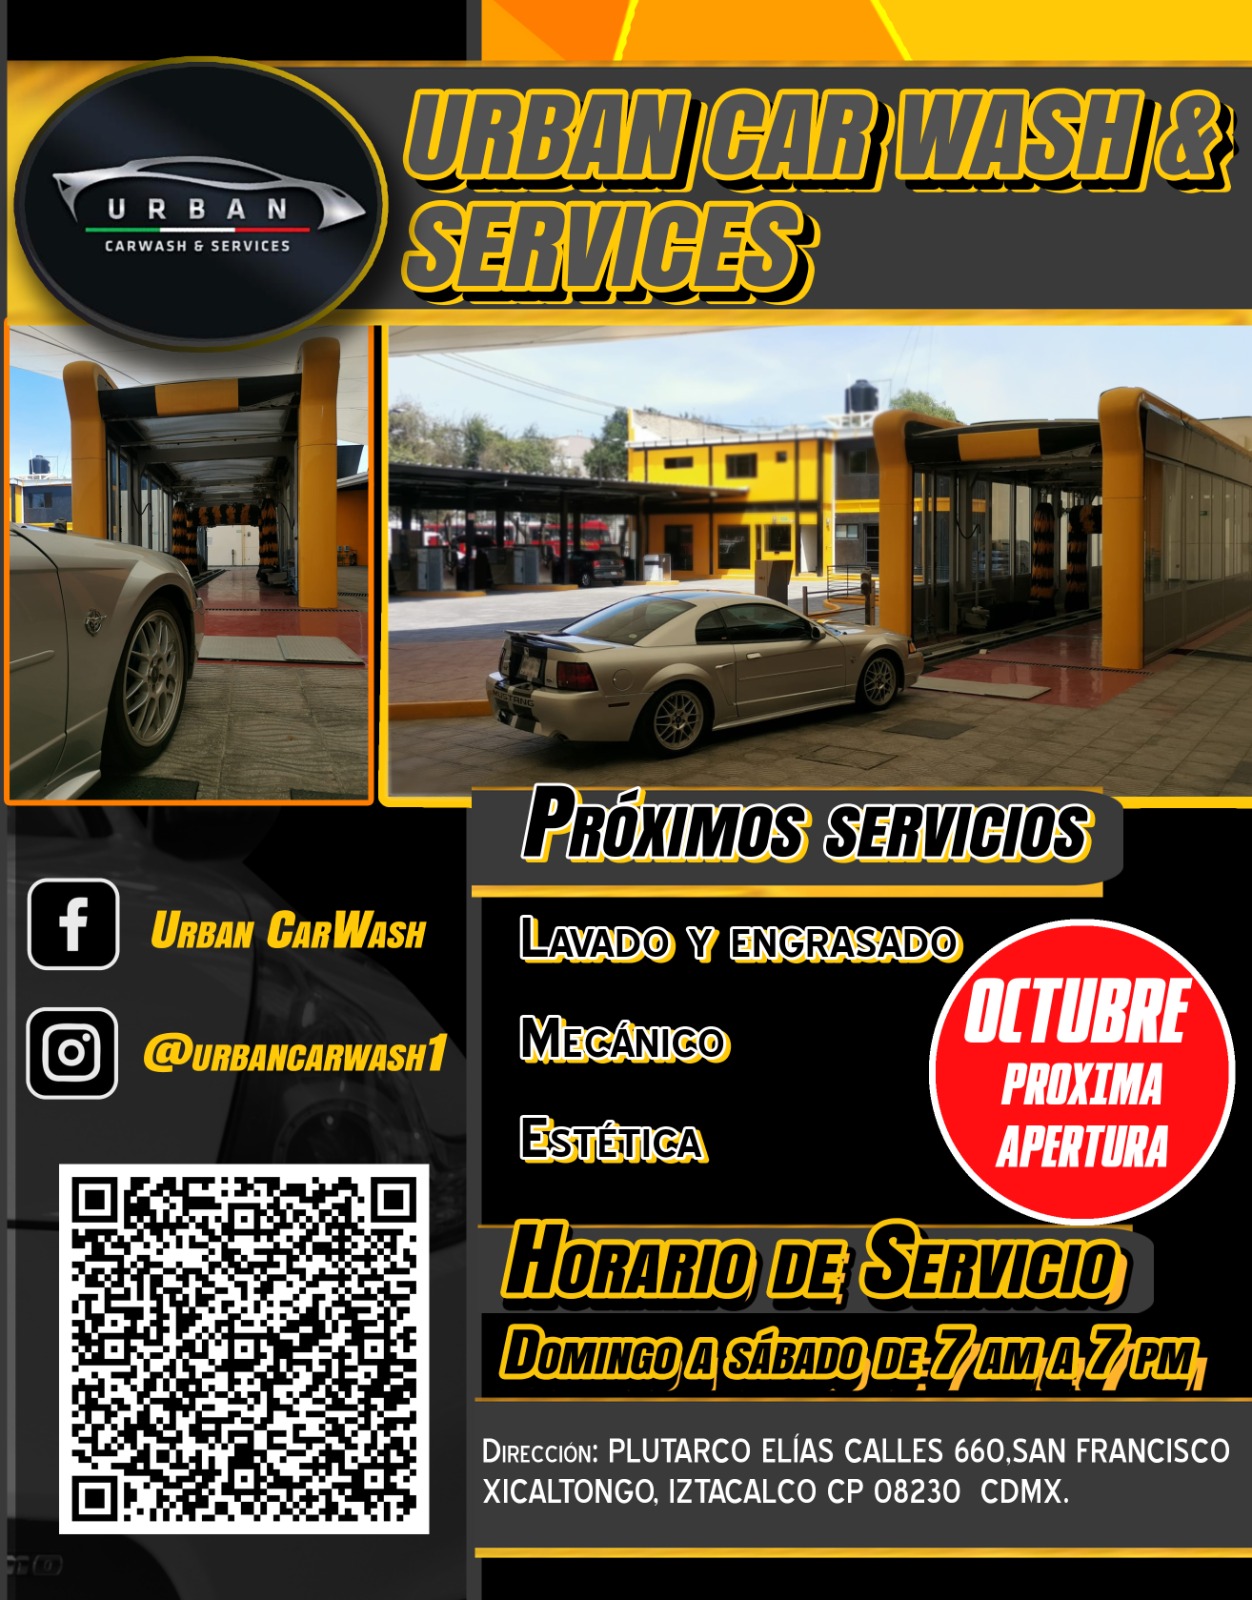 URBAN CAR WASH &
SERVICES
URBAN
CARWASH & SERVICES
MUSTANG
PRÓXIMOS SERVICIOS
URBAN CARWASH
@URBANCARWASH1
LAVADO Y ENGRASADO
MECÁNICO
ESTÉTICA
OCTUBRE
PROXIMA
APERTURA
HORARIO DE SERVICIO
DOMINGO A SÁBADO DE 7 AM A 7 PM
DIRECCIÓN: PLUTARCO ELÍAS CALLES 660,SAN FRANCISCO
XICALTONGO, IZTACALCO CP 08230 CDMX.